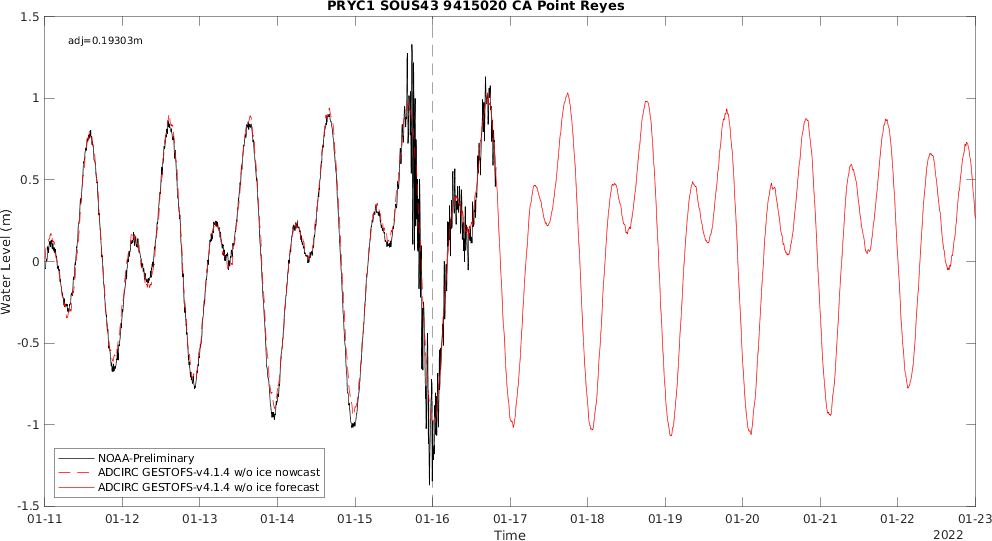 PRYC1 SOUS43 9415020 CA Point Reyes
adj=0.19303m
Water Level (m)
1.5
1
0.5
0
-0.5
-1
-1.5
NOAA-Preliminary
ADCIRC GESTOFS-v4.1.4 w/o ice nowcast
ADCIRC GESTOFS-v4.1.4 w/o ice forecast
01-11 01-12 01-13 01-14 01-15 01-16 01-17 01-18 01-19 01-20 01-21 01-22 01-23
Time
2022